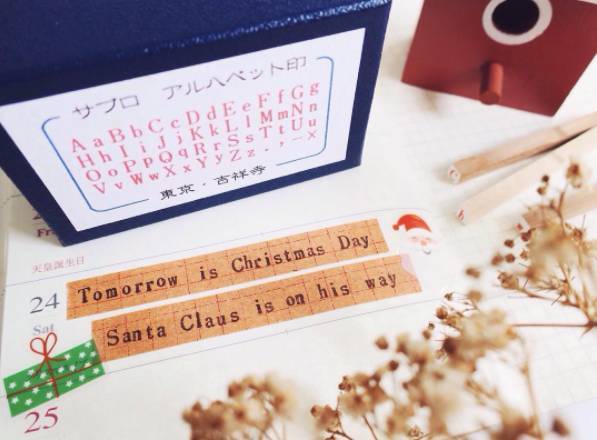 サブロ アルハベット印
AaBbCcDdEeFfGg
HhIiJjKkLlMmNn
OoPpQqRrSsTtUu
VvWwXxYyZz.,-×
東京・吉祥寺
Fr
天皇誕生日
24
Sat
Tomorrow is Christmas Day
Santa Claus is on his way
25